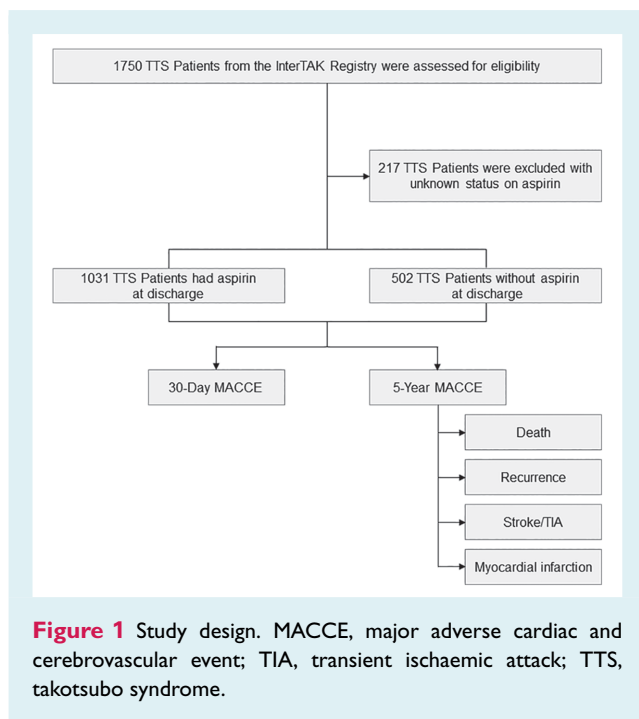 1750 TTS Patients from the InterTAK Registry were assessed for eligibility
217 TTS Patients were excluded with
unknown status on aspirin
1031 TTS Patients had aspirin
at discharge
502 TTS Patients without aspirin
at discharge
30-Day MACCE
5-Year MACCE
Death
Recurrence
Stroke/TIA
Myocardial infarction
Figure 1 Study design. MACCE, major adverse cardiac and
cerebrovascular event; TIA, transient ischaemic attack; TTS,
takotsubo syndrome.